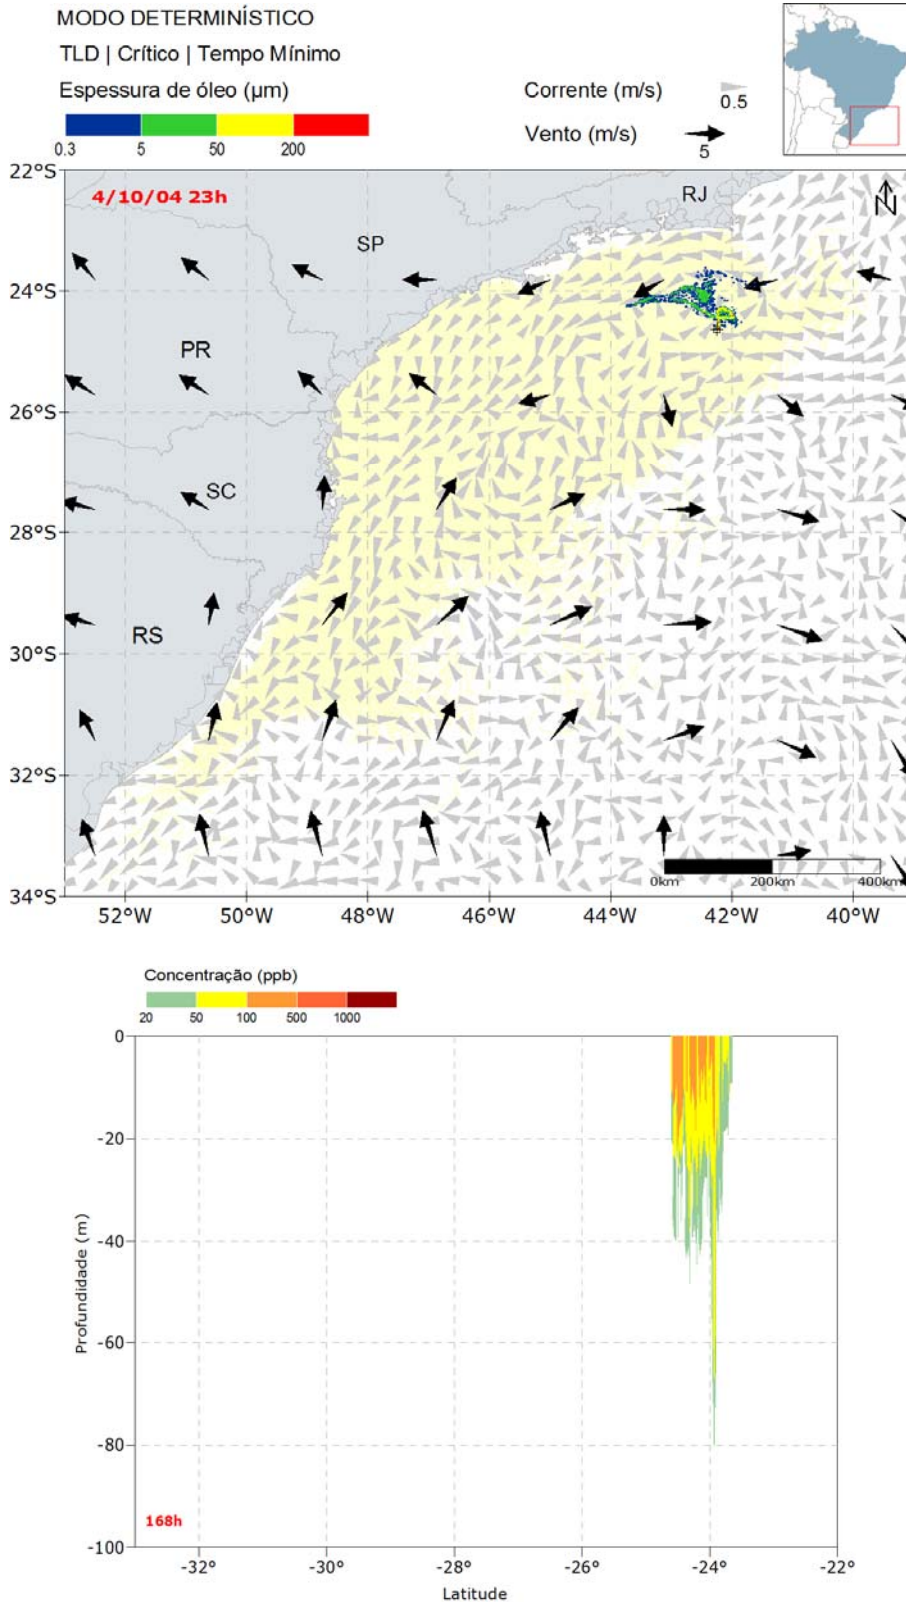 MODO DETERMINÍSTICO
TLD | Crítico | Tempo Mínimo
Espessura de óleo (µm)
0.3 5 50 200
Corrente (m/s)
0.5
Vento (m/s)
5
22°S
24°S
26°S
28°S
30°S
32°S
34°S
4/10/04 23h
RJ
N
SP
PR
SC
RS
0km 200km 400km
52°W 50°W 48°W 46°W 44°W 42°W 40°W
Concentração (ppb)
20 50 100 500 1000
0
-20
-40
-60
-80
-100
Profundidade (m)
168h
-32° -30° -28° -26° -24° -22°
Latitude